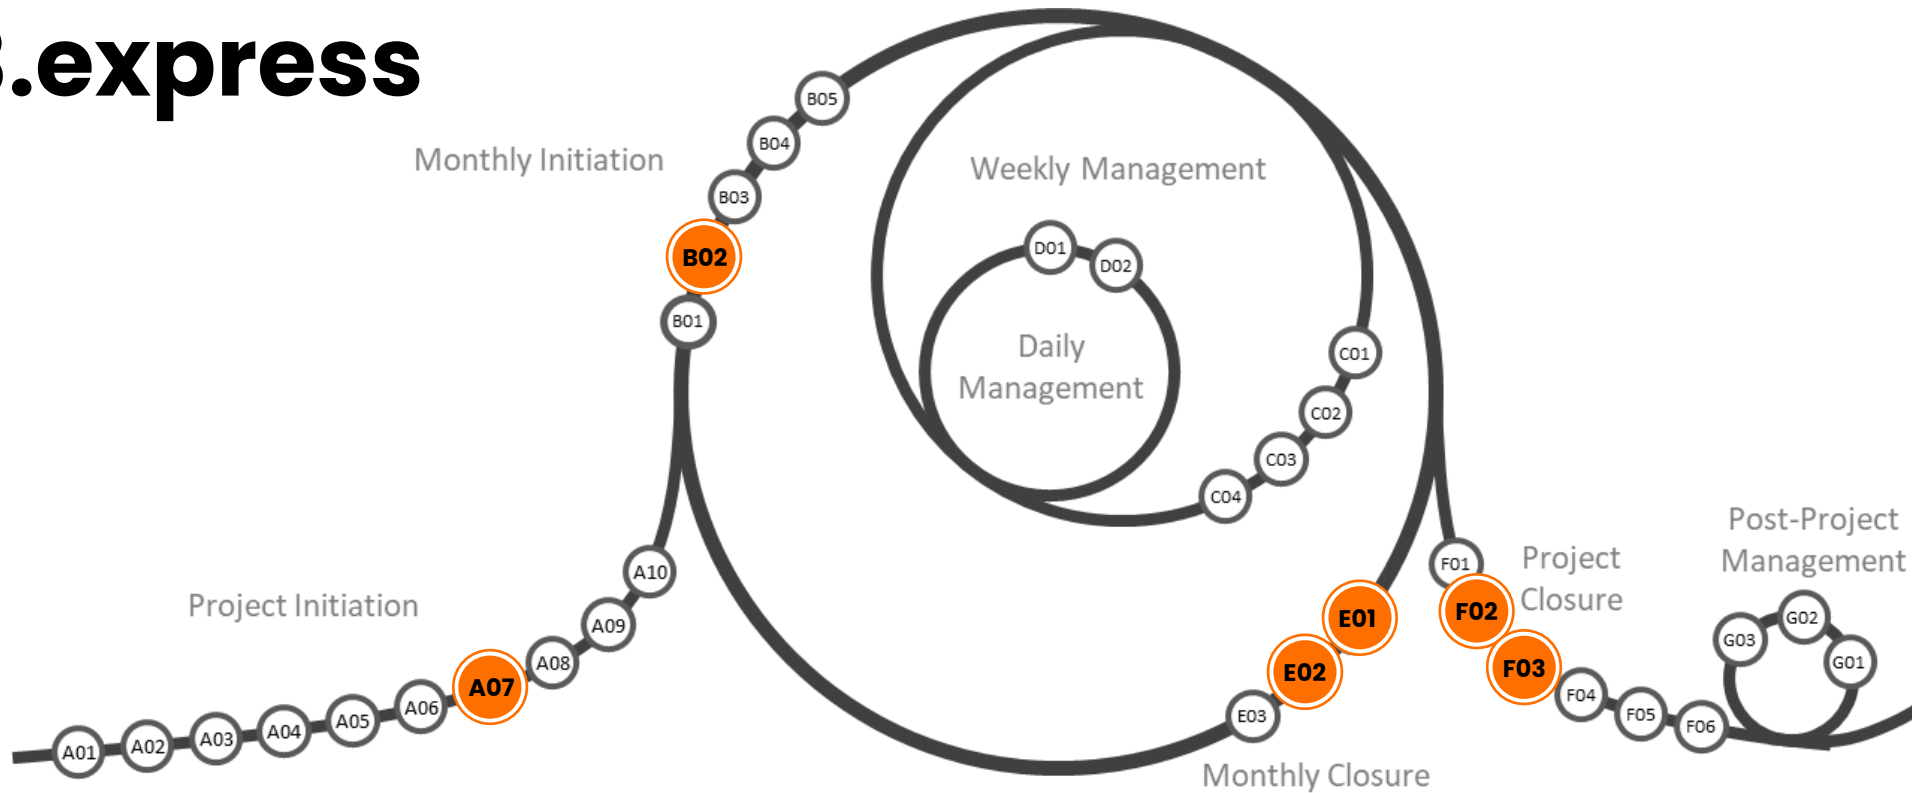 .express
Monthly Initiation
B05
B04
B03
B02
B01
Weekly Management
D01
D02
Daily
Management
C01
C02
C03
C04
Project Initiation
A01
A02
A03
A04
A05
A06
A07
A08
A09
A10
E01
E02
E03
Monthly Closure
F01
F02
F03
F04
F05
F06
Project
Closure
Post-Project
Management
G03
G02
G01